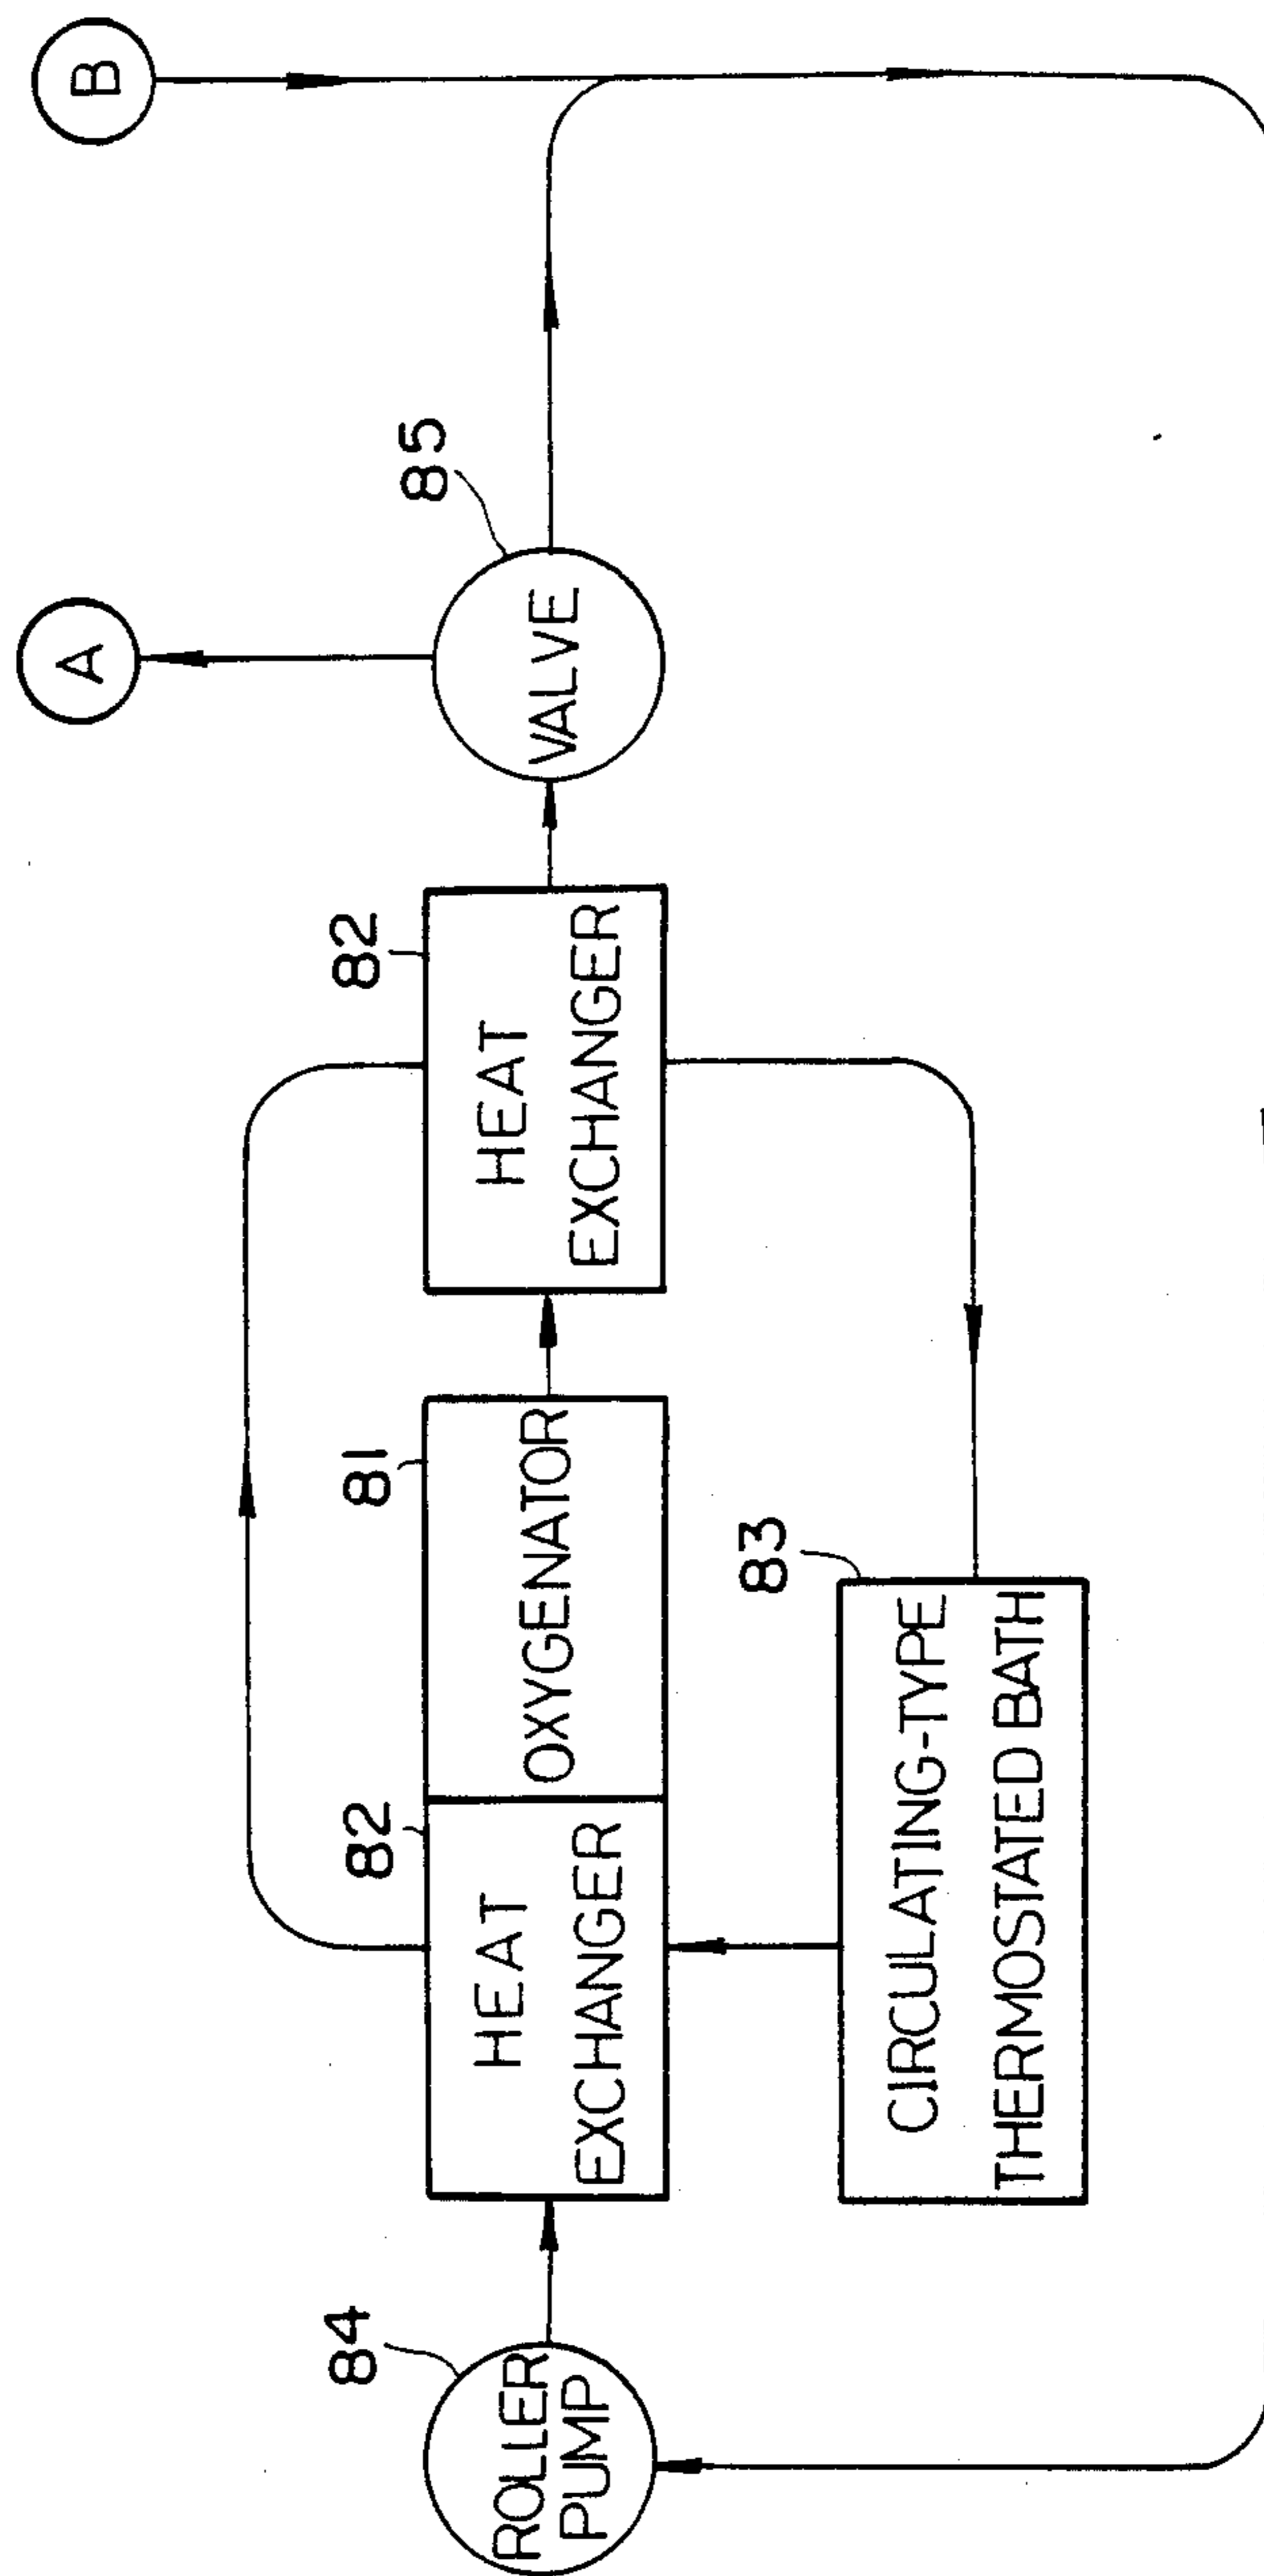 B
A
85
VALVE
82
HEAT
EXCHANGER
81
OXYGENATOR
82
HEAT
EXCHANGER
83
CIRCULATING-TYPE
THERMOSTATED BATH
84
ROLLER
PUMP